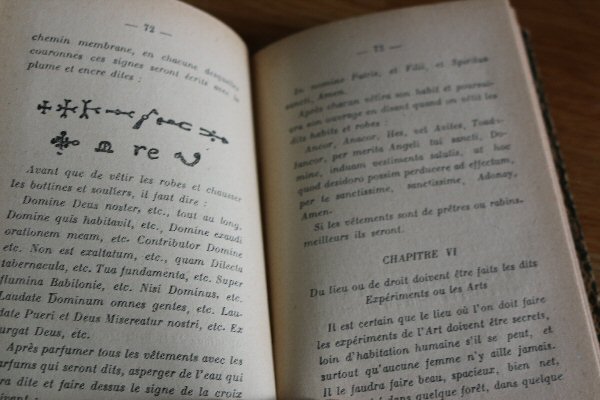 — 72 —
chemin membrane, en chacune desquelles
couronnes ces signes seront écrits avec la
plume et encre dites :
re
Avant que de vêtir les robes et chausser
les bottines et souliers, il faut dire :
Domine Deus noster, etc., tout au long.
Domine quis habitavit, etc., Domine exaudi
orationem meam, etc. Contributor Domine
etc. Non est exaltatum, etc., quam Dilecta
tabernacula, etc. Tua fundamenta, etc. Super
flumina Babilonie, etc. Nisi Dominus, etc.
Laudate Dominum omnes gentes, etc. Lau-
date Pueri et Deus Misereatur nostri, etc. Ex
urgat Deus, etc.
Après parfumer tous les vêtements avec les
parfums qui seront dits, asperger de l'eau qui
sera dite et faire dessus le signe de la croix
— 73 —
In nomine Patris, et Filii, et Spiritus
sancti, Amen.
Après chacun vêtira son habit et poursui-
vra son ouvrage en disant quand on vêtit les
dits habits et robes :
Ancor, Anacor, Hes, vel Aviles,
lancor, per merita Angeli tui sancti, Do-
mine, induam vestimenta salutis, at hoc
quod desidoro possim perducere ad effectum,
per te sanctissime, sanctissime, Adonay,
Amen.
Si les vêtements sont de prêtres ou rabins,
meilleurs ils seront.
CHAPITRE VI
Du lieu ou de droit doivent être faits les dits
Expériments ou les Arts
Il est certain que le lieu où l'on doit faire
les expériments de l'Art doivent être secrets,
loin d'habitation humaine s'il se peut, et
surtout qu'aucune femme n'y aille jamais.
Il le faudra faire beau, spacieux, bien net,
dans quelque forêt, dans quelque